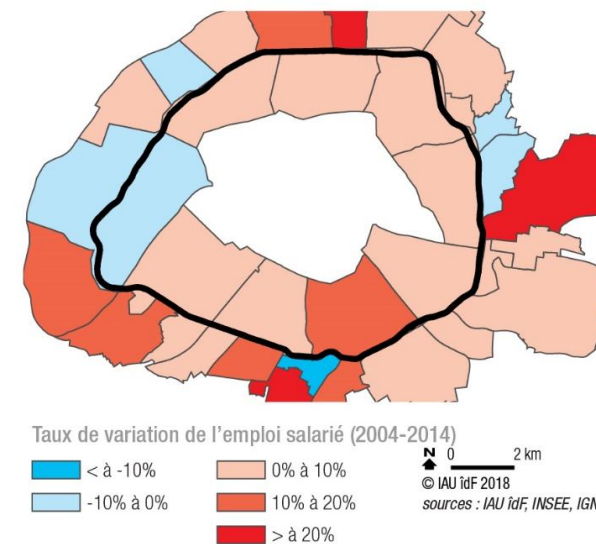 Taux de variation de l'emploi salarié (2004-2014)
< à -10%
-10% à 0%
0% à 10%
10% à 20%
> à 20%
N 0 2 km
© IAU îdF 2018
sources : IAU îdF, INSEE, IGN